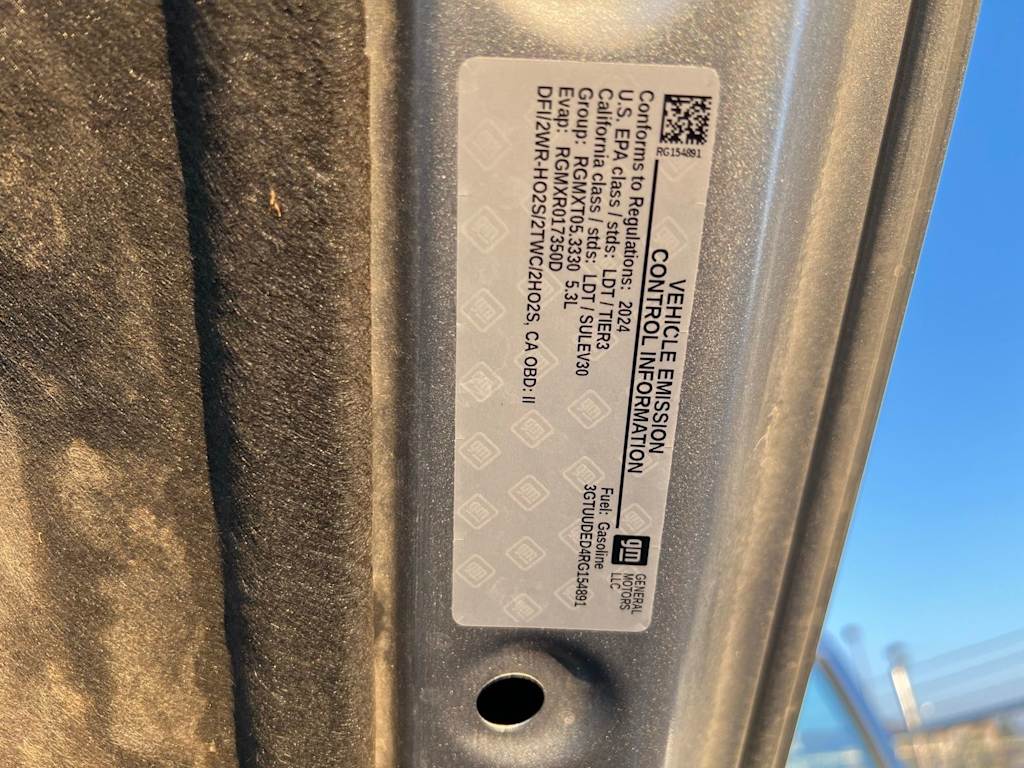 RG154891
VEHICLE EMISSION
CONTROL INFORMATION
gm
GENERAL
MOTORS
LLC
Conforms to Regulations: 2024
U.S. EPA class / stds: LDT / TIER3
California class / stds: LDT / SULEV30
Group: RGMXT05.3330 5.3L
Evap: RGMXR017350D
DFI/2WR-HO2S/2TWC/2HO2S, CA OBD: II
Fuel: Gasoline
3GTUUDED4RG154891